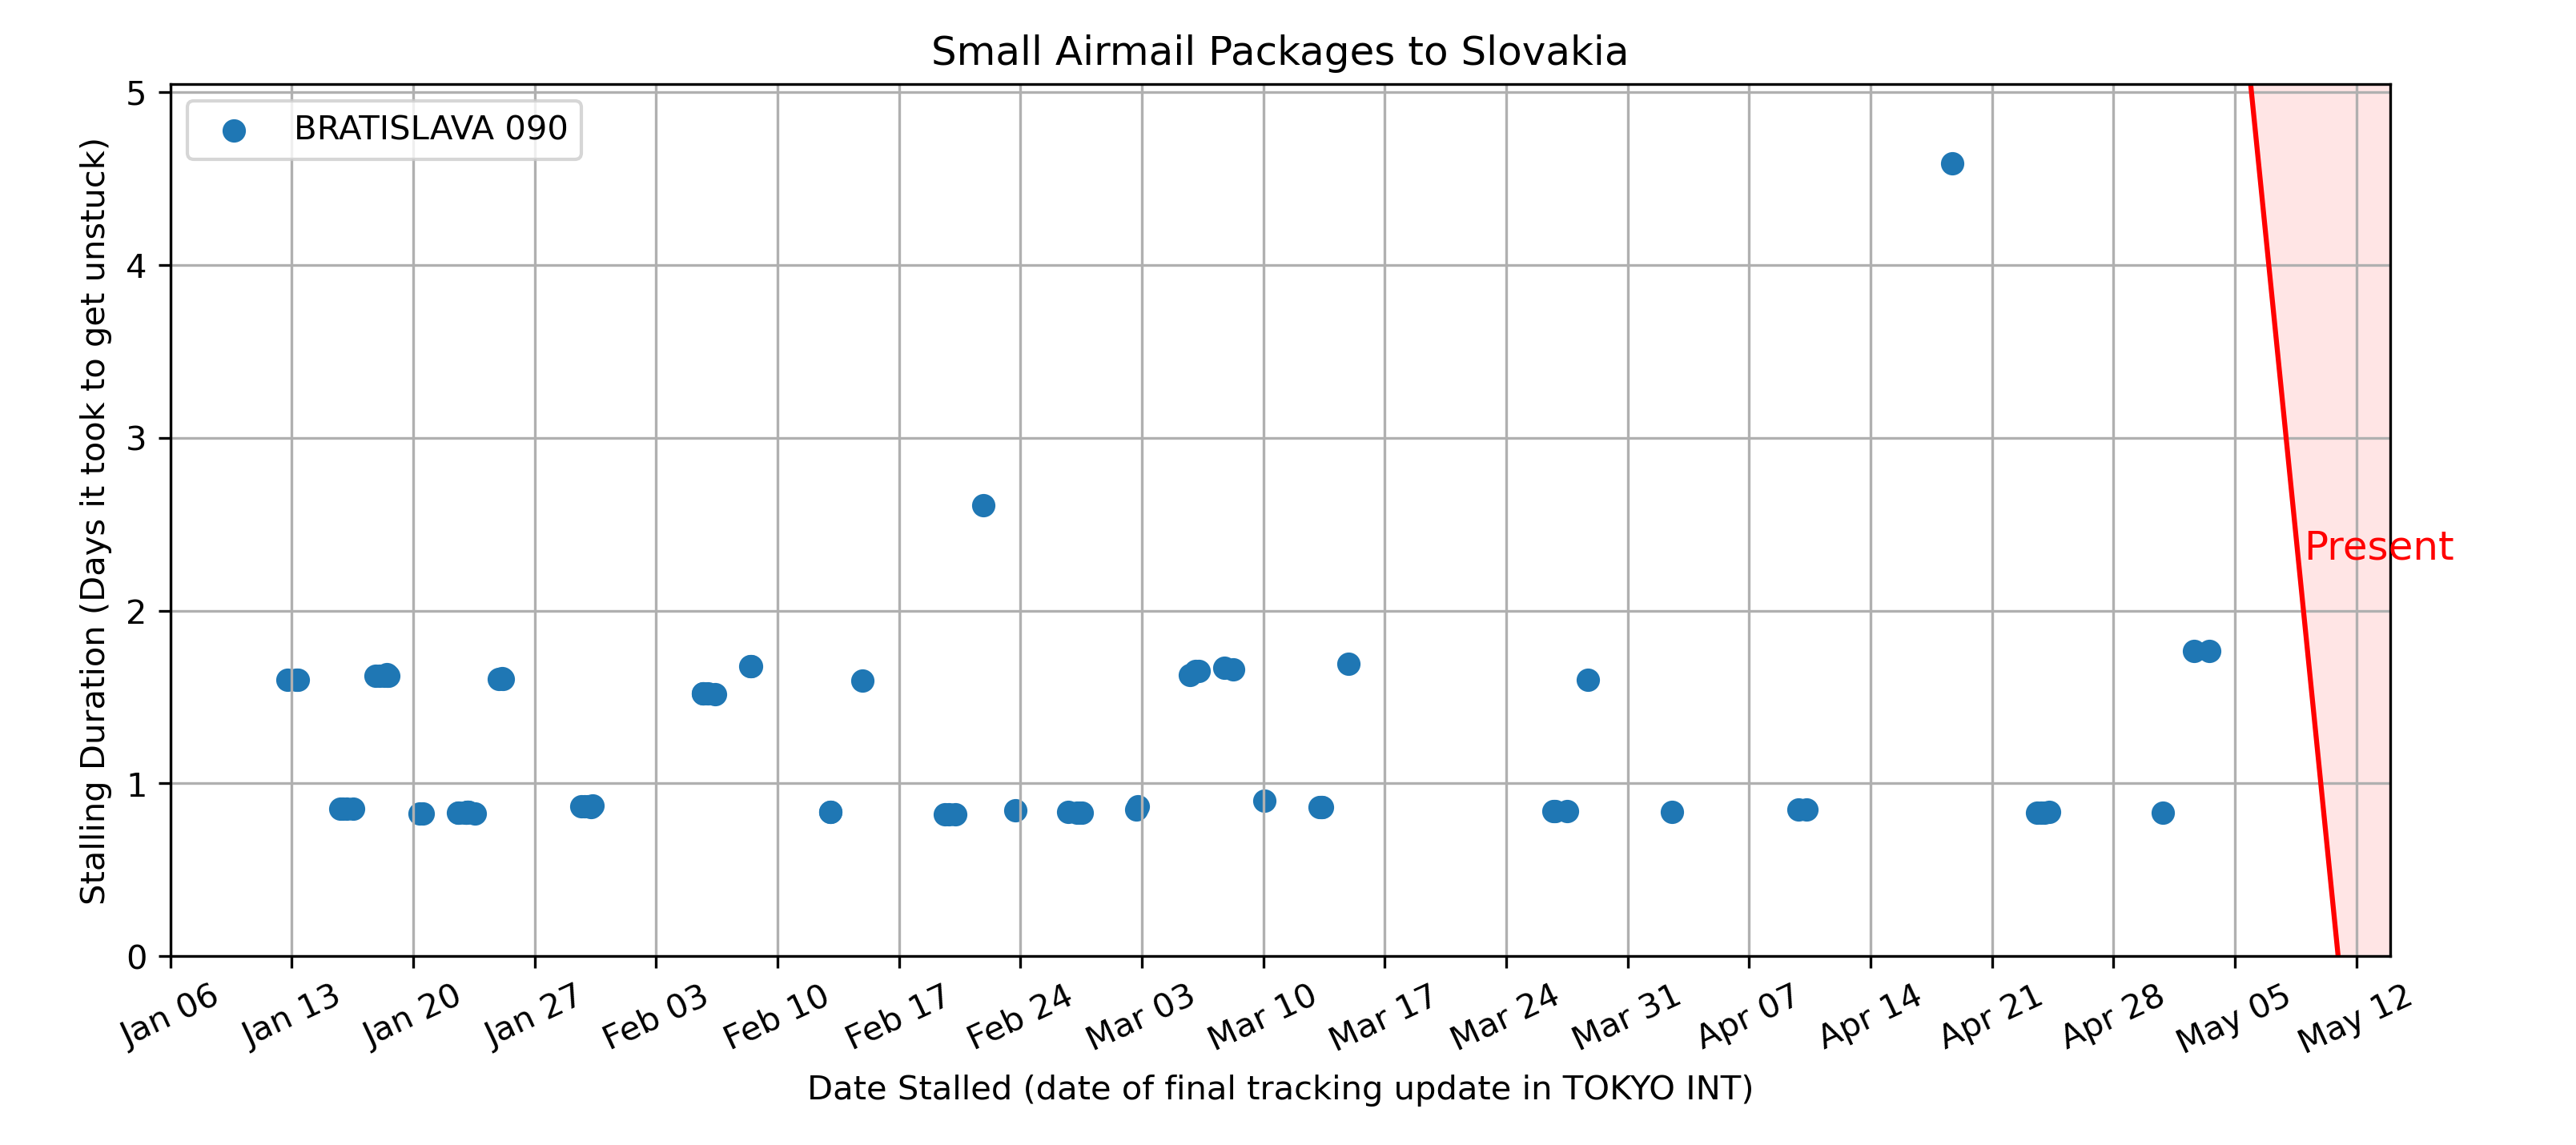 Small Airmail Packages to Slovakia
BRATISLAVA 090
Stalling Duration (Days it took to get unstuck)
5
4
3
2
1
0
Present
Jan 06
Jan 13
Jan 20
Jan 27
Feb 03
Feb 10
Feb 17
Feb 24
Mar 03
Mar 10
Mar 17
Mar 24
Mar 31
Apr 07
Apr 14
Apr 21
Apr 28
May 05
May 12
Date Stalled (date of final tracking update in TOKYO INT)